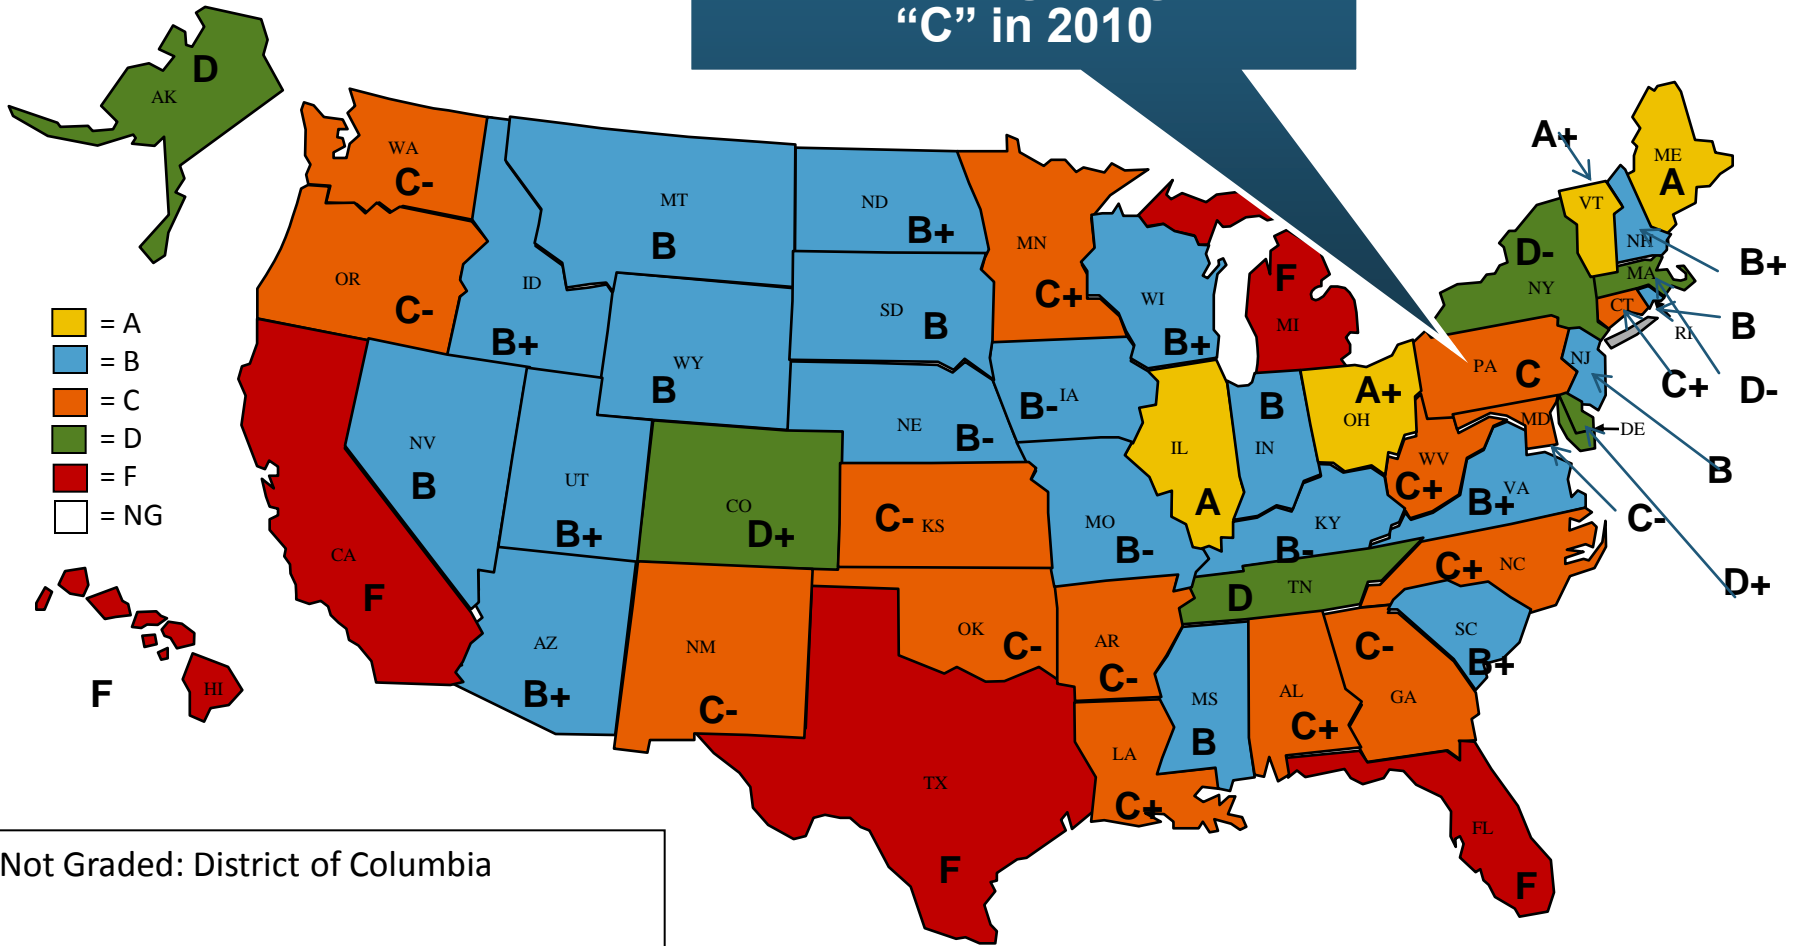 “C” in 2010
D
AK
WA
C-
MT
B
ND
B+
MN
C+
A+
ME
A
VT
NH
B+
D-
NY
MA
OR
C-
ID
B+
SD
B
WI
B+
F
MI
CT
RI
B
= A
= B
= C
= D
= F
= NG
WY
B
B-
IA
B
IN
A+
OH
PA
C
NJ
C+
D-
NV
B
UT
B+
CO
D+
NE
B-
IL
A
MD
DE
B
WV
C+
VA
B+
C-
CA
F
C-
KS
MO
B-
KY
B-
C+
NC
D+
D
TN
AZ
B+
NM
C-
OK
C-
AR
C-
SC
B+
C-
GA
F
HI
MS
B
AL
C+
LA
C+
TX
F
FL
F
Not Graded: District of Columbia